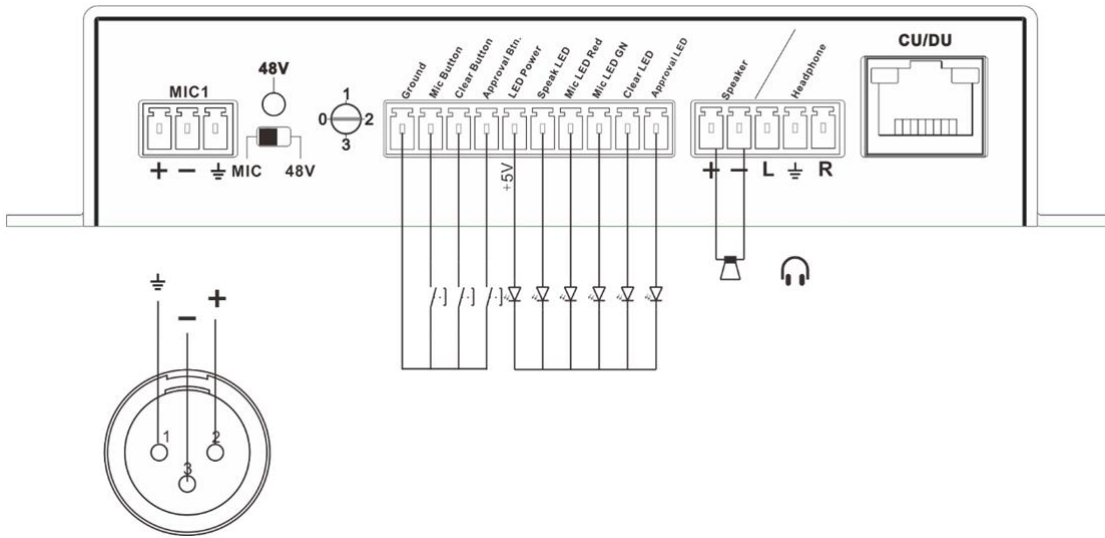 CU/DU
48V
MIC1
1
0 2
3
Ground
Mic Button
Clear Button
Approval Btn.
LED Power
Speak LED
Mic LED Red
Mic LED GN
Clear LED
Approval LED
Speaker
Headphone
+ − MIC 48V
+5V
+ − L R
− +
1 2
3